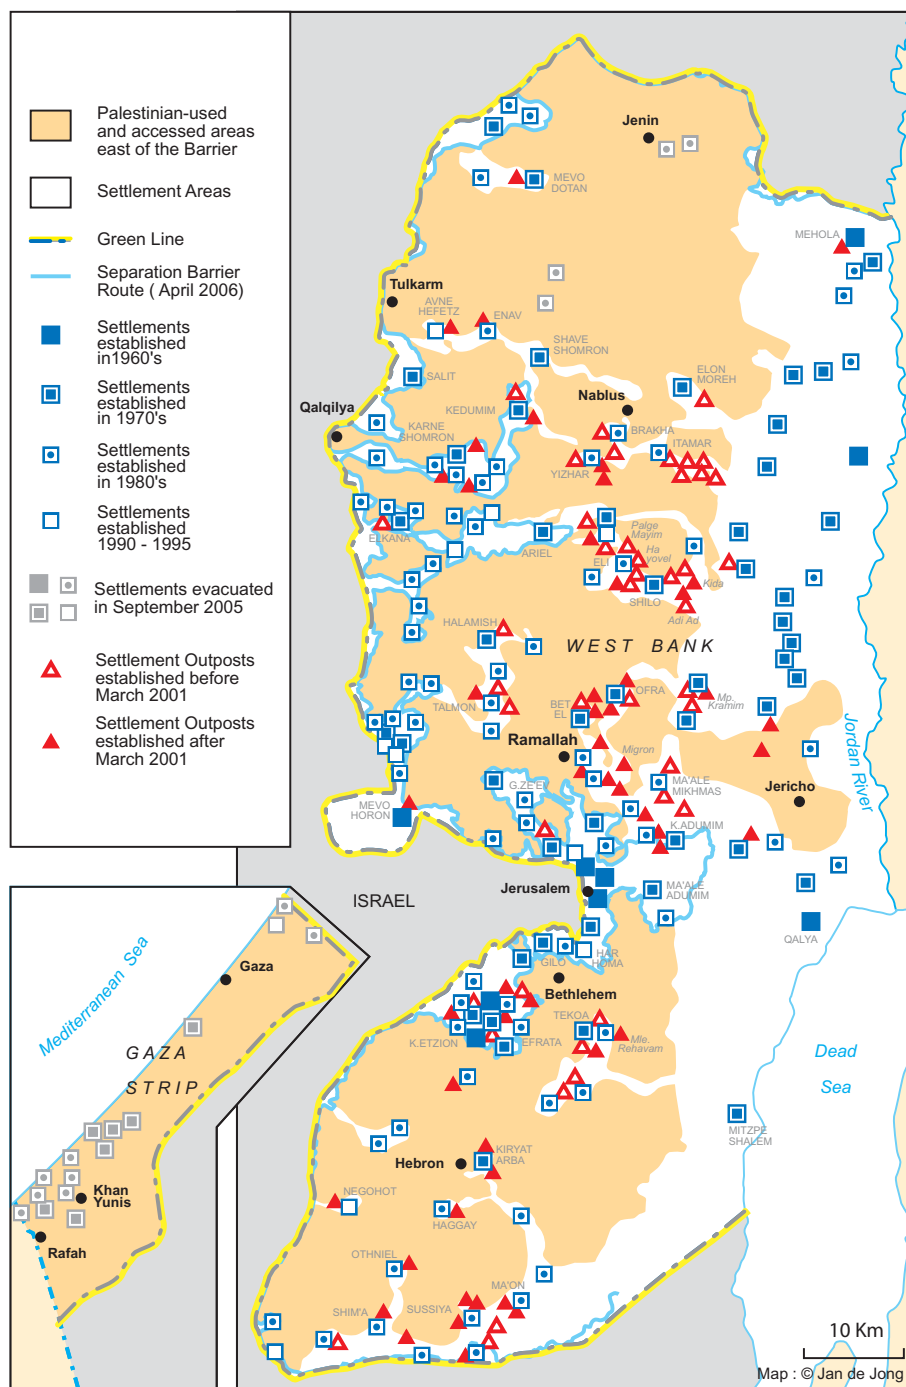 Palestinian-used
and accessed areas
east of the Barrier
Settlement Areas
Green Line
Separation Barrier
Route ( April 2006)
Settlements
established
in1960's
Settlements
established
in 1970's
Settlements
established
in 1980's
Settlements
established
1990 - 1995
Settlements evacuated
in September 2005
Settlement Outposts
established before
March 2001
Settlement Outposts
established after
March 2001
Jenin
MEVO
DOTAN
MEHOLA
Tulkarm
AVNE
HEFETZ
ENAV
SHAVE
SHOMRON
SALIT
ELON
MOREH
Nablus
Qalqilya
KEDUMIM
KARNE
SHOMRON
BRAKHA
ITAMAR
YIZHAR
ELKANA
ARIEL
Palge
Mayim
Ha
yovel
ELI
SHILO
Kida
Adi Ad
HALAMISH
WEST BANK
TALMON
BET
EL
OFRA
Mp.
Kramim
Ramallah
Migron
Jordan River
G.ZE'EV
MA'ALE
MIKHMAS
Jericho
MEVO
HORON
K.ADUMIM
Jerusalem
MA'ALE
ADUMIM
ISRAEL
QALYA
GILO
HAR
HOMA
Bethlehem
K.ETZION
EFRATA
TEKOA
Mle.
Rehavam
Dead
Sea
MITZPE
SHALEM
KIRYAT
ARBA
Hebron
NEGOHOT
HAGGAY
OTHNIEL
MA'ON
SHIM'A
SUSSIYA
Mediterranean Sea
Gaza
GAZA
STRIP
Khan
Yunis
Rafah
10 Km
Map : © Jan de Jong